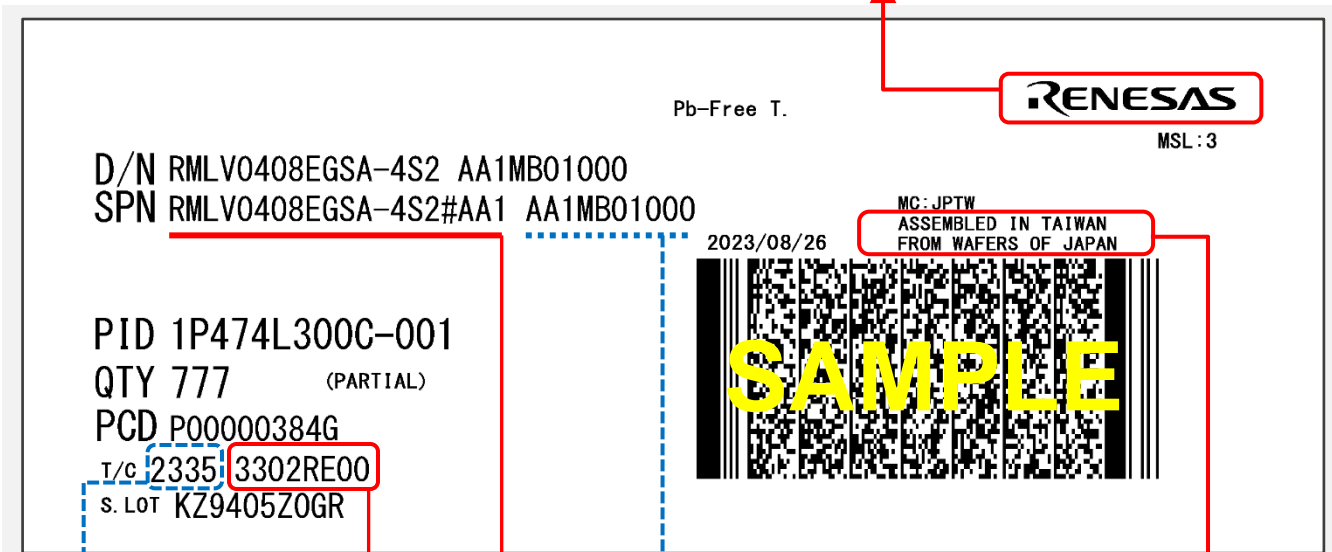 RENESAS
Pb-Free T.
MSL:3
D/N RMLV0408EGSA-4S2 AA1MB01000
SPN RMLV0408EGSA-4S2#AA1 AA1MB01000
MC:JPTW
ASSEMBLED IN TAIWAN
2023/08/26 FROM WAFERS OF JAPAN
PID 1P474L300C-001
SAMPLE
QTY 777 (PARTIAL)
PCD P00000384G
T/C 2335 3302RE00
S.LOT KZ9405Z0GR